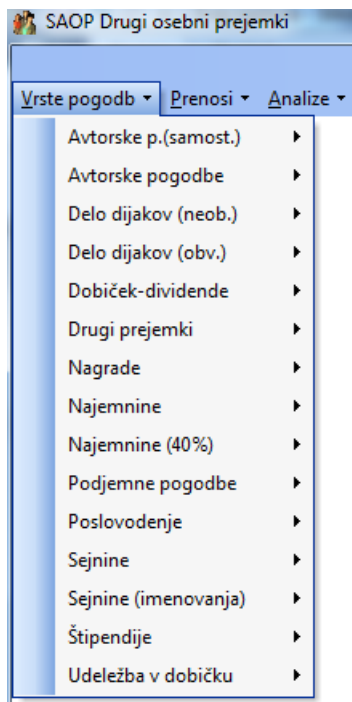 SAOP Drugi osebni prejemki
Vrste pogodb Prenosi Analize
Avtorske p.(samost.)
Avtorske pogodbe
Delo dijakov (neob.)
Delo dijakov (obv.)
Dobiček-dividende
Drugi prejemki
Nagrade
Najemnine
Najemnine (40%)
Podjemne pogodbe
Poslovodenje
Sejnine
Sejnine (imenovanja)
Štipendije
Udeležba v dobičku